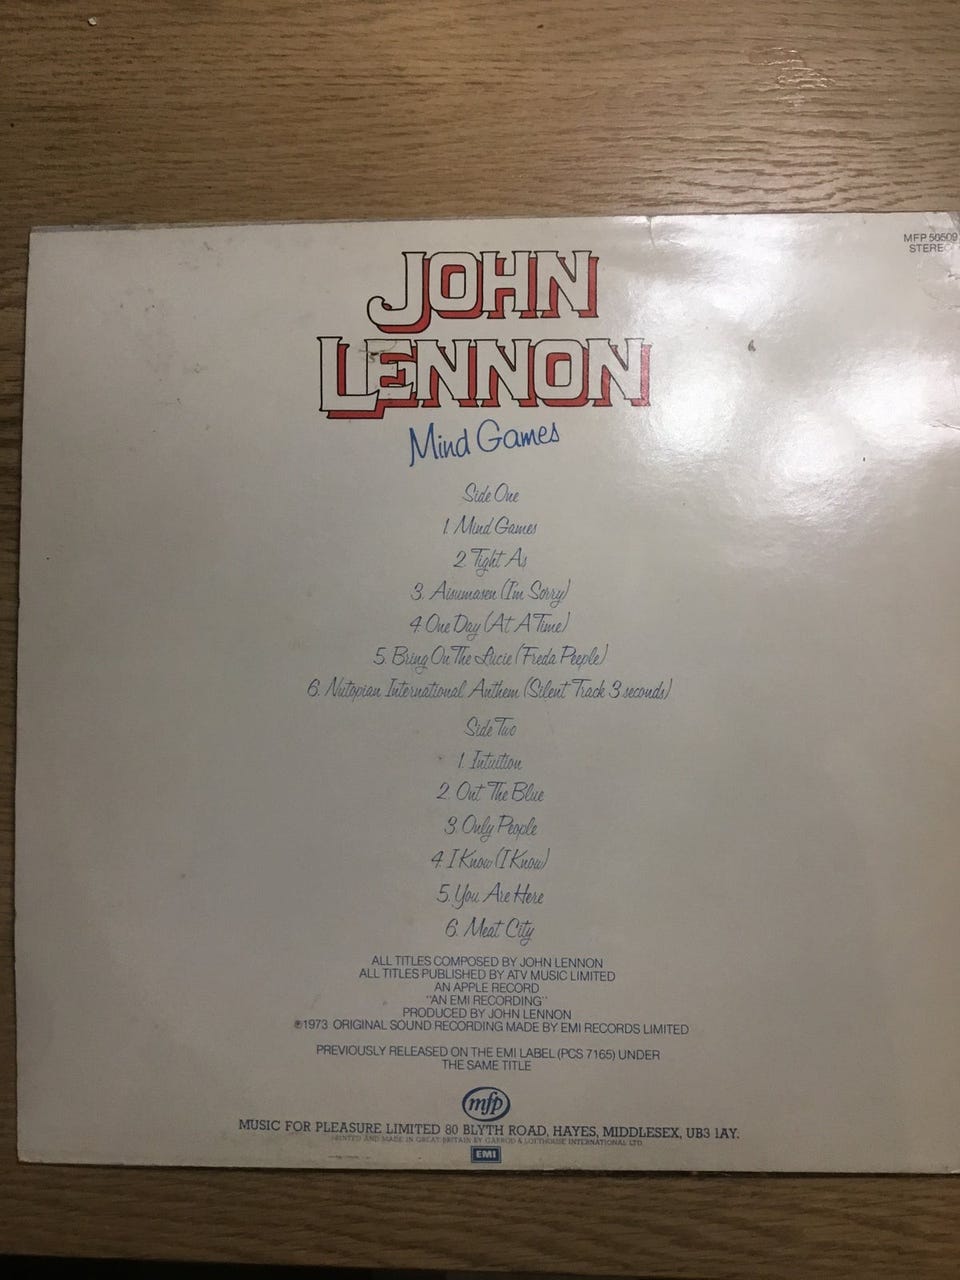 MFP 50509
STEREO
JOHN
LENNON
Mind Games
Side One
1. Mind Games
2. Tight As
3. Aisumasen (I'm Sorry)
4. One Day (At A Time)
5. Bring On The Lucie (Freda Peeple)
6. Nutopian International Anthem (Silent Track 3 seconds)
Side Two
1. Intuition
2. Out The Blue
3. Only People
4. I Know (I Know)
5. You Are Here
6. Meat City
ALL TITLES COMPOSED BY JOHN LENNON
ALL TITLES PUBLISHED BY ATV MUSIC LIMITED
AN APPLE RECORD
"AN EMI RECORDING"
PRODUCED BY JOHN LENNON
℗1973 ORIGINAL SOUND RECORDING MADE BY EMI RECORDS LIMITED
PREVIOUSLY RELEASED ON THE EMI LABEL (PCS 7165) UNDER
THE SAME TITLE
mfp
MUSIC FOR PLEASURE LIMITED 80 BLYTH ROAD, HAYES, MIDDLESEX, UB3 1AY.
PRINTED AND MADE IN GREAT BRITAIN BY GARROD & LOFTHOUSE INTERNATIONAL LTD.
EMI